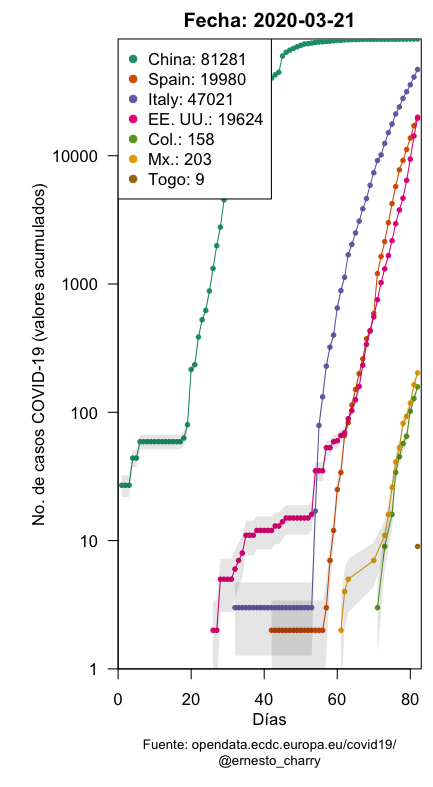 Fecha: 2020-03-21
China: 81281
Spain: 19980
Italy: 47021
EE. UU.: 19624
Col.: 158
Mx.: 203
Togo: 9
No. de casos COVID-19 (valores acumulados)
10000
1000
100
10
1
0 20 40 60 80
Días
Fuente: opendata.ecdc.europa.eu/covid19/
@ernesto_charry